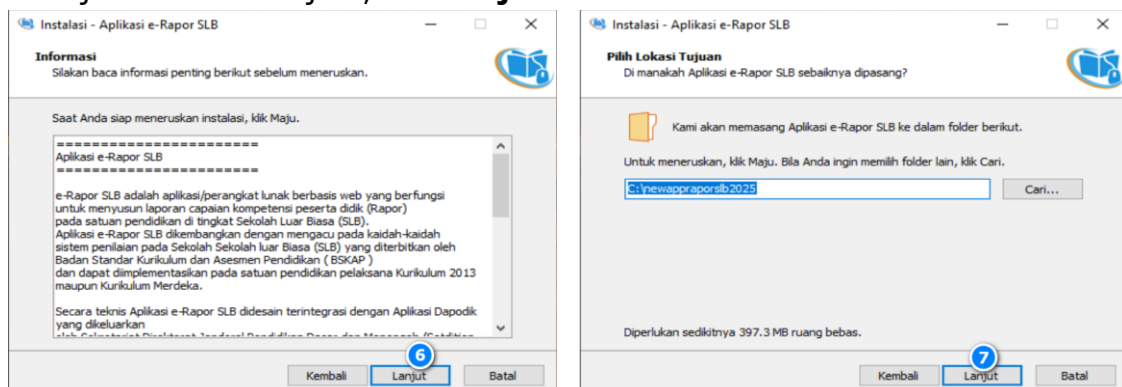 Instalasi - Aplikasi e-Rapor SLB
Informasi
Silakan baca informasi penting berikut sebelum meneruskan.
Saat Anda siap meneruskan instalasi, klik Maju.
========================
Aplikasi e-Rapor SLB
========================
e-Rapor SLB adalah aplikasi/perangkat lunak berbasis web yang berfungsi
untuk menyusun laporan capaian kompetensi peserta didik (Rapor)
pada satuan pendidikan di tingkat Sekolah Luar Biasa (SLB).
Aplikasi e-Rapor SLB dikembangkan dengan mengacu pada kaidah-kaidah
sistem penilaian pada Sekolah Sekolah luar Biasa (SLB) yang diterbitkan oleh
Badan Standar Kurikulum dan Asesmen Pendidikan ( BSKAP )
dan dapat diimplementasikan pada satuan pendidikan pelaksana Kurikulum 2013
maupun Kurikulum Merdeka.
Secara teknis Aplikasi e-Rapor SLB didesain terintegrasi dengan Aplikasi Dapodik
yang dikeluarkan
6
Kembali Lanjut Batal
Instalasi - Aplikasi e-Rapor SLB
Pilih Lokasi Tujuan
Di manakah Aplikasi e-Rapor SLB sebaiknya dipasang?
Kami akan memasang Aplikasi e-Rapor SLB ke dalam folder berikut.
Untuk meneruskan, klik Maju. Bila Anda ingin memilih folder lain, klik Cari.
C:\newappraporslb2025
Cari...
Diperlukan sedikitnya 397.3 MB ruang bebas.
7
Kembali Lanjut Batal